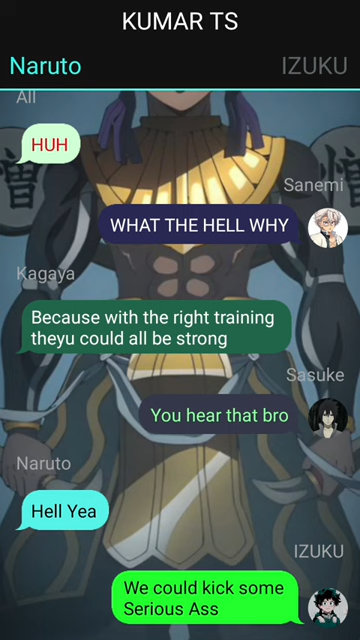 KUMAR TS
Naruto
IZUKU
All
HUH
Sanemi
WHAT THE HELL WHY
Kagaya
Because with the right training
theyu could all be strong
Sasuke
You hear that bro
Naruto
Hell Yea
IZUKU
We could kick some
Serious Ass
憎